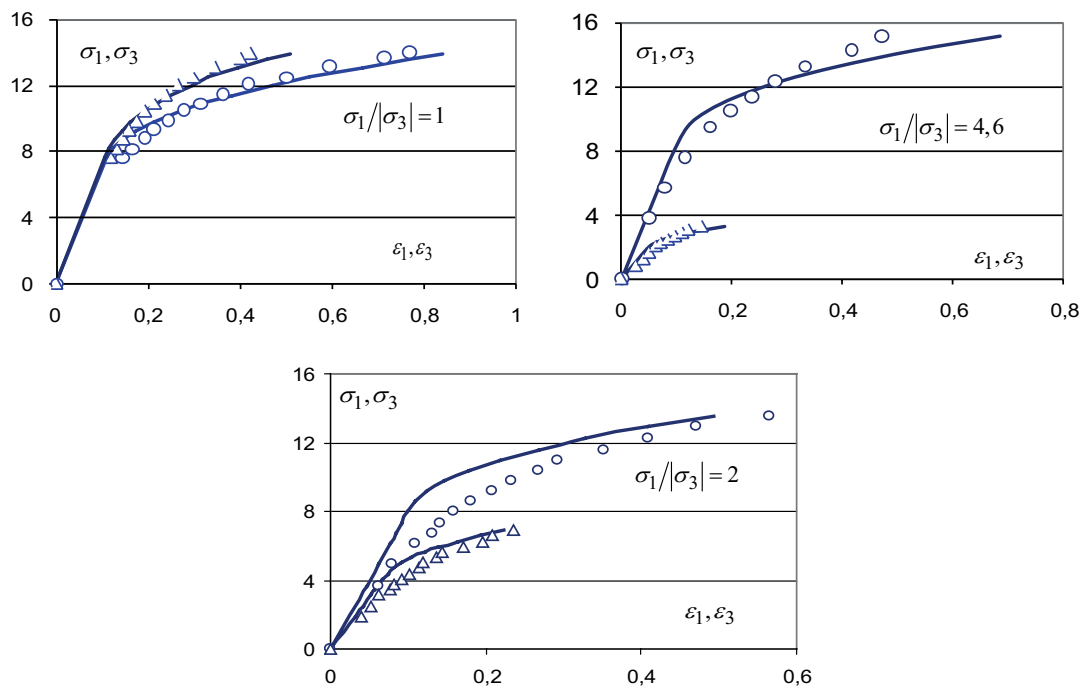 16
σ₁, σ₃
12
σ₁/|σ₃| = 1
8
4
ε₁, ε₃
0
0 0,2 0,4 0,6 0,8 1
16
σ₁, σ₃
12
σ₁/|σ₃| = 4,6
8
4
ε₁, ε₃
0
0 0,2 0,4 0,6 0,8
16
σ₁, σ₃
12
σ₁/|σ₃| = 2
8
4
ε₁, ε₃
0
0 0,2 0,4 0,6